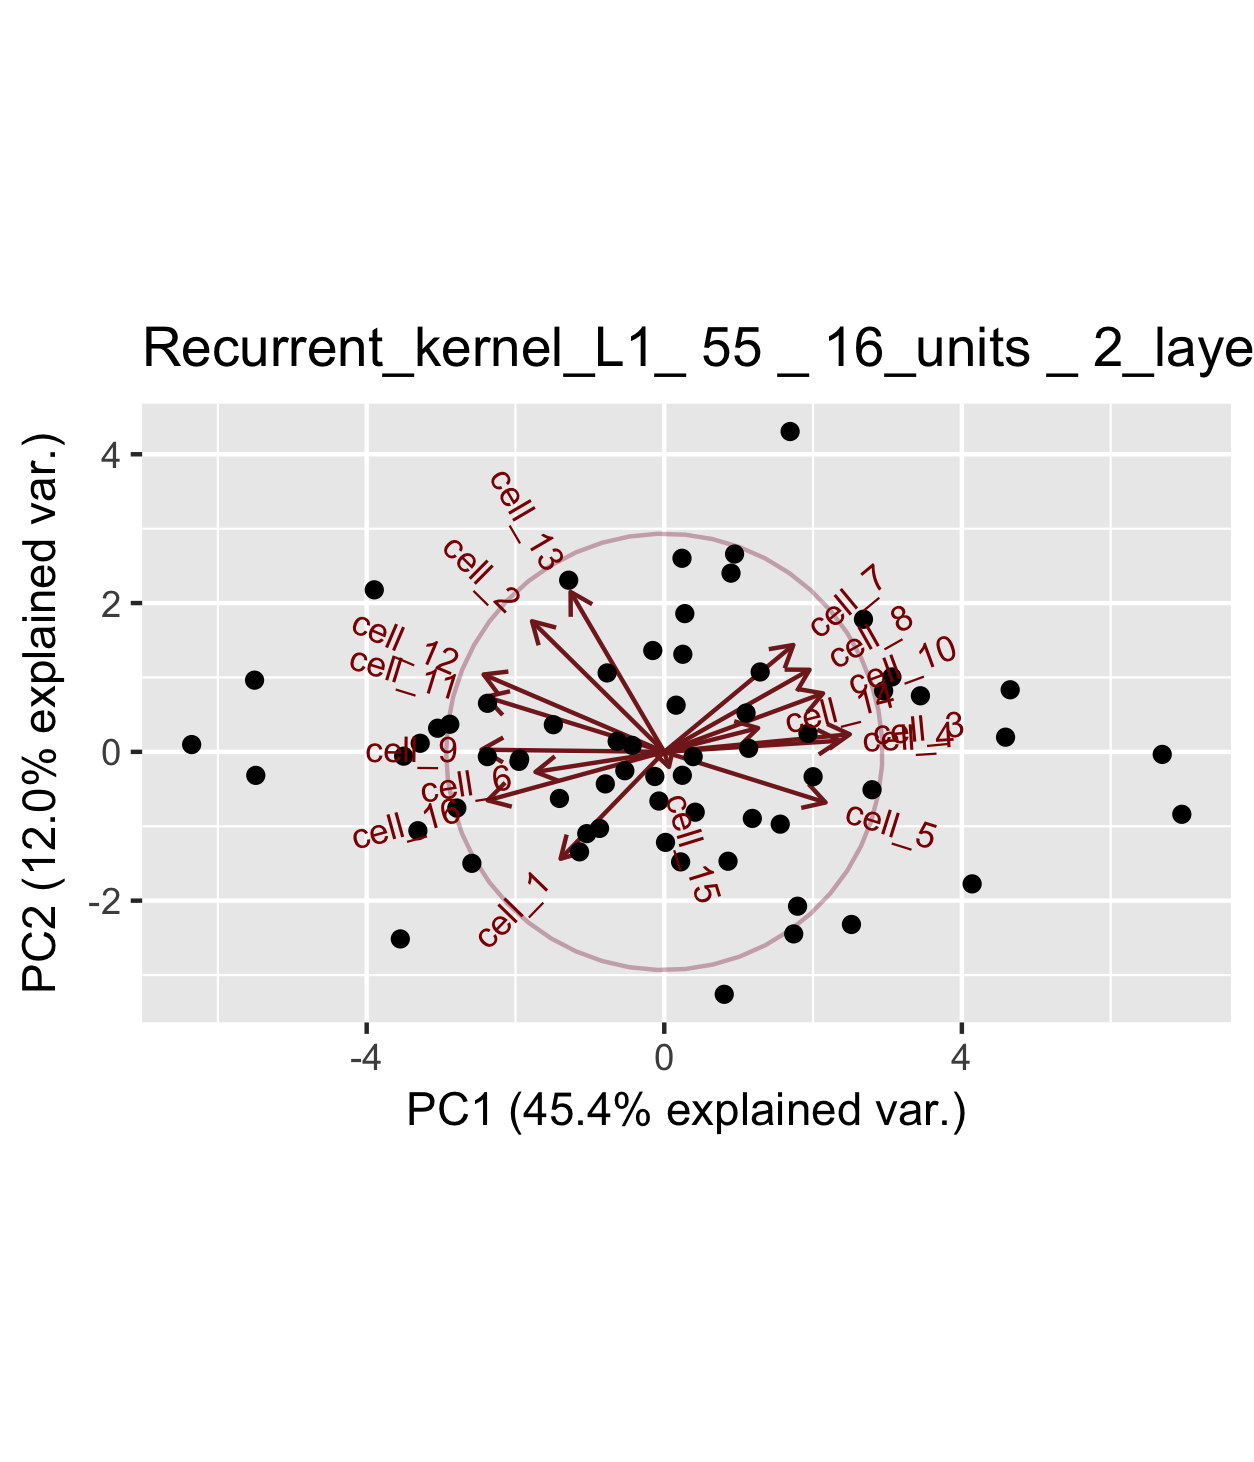 Recurrent_kernel_L1_ 55 _ 16_units _ 2_laye
PC2 (12.0% explained var.)
4
2
0
-2
cell_13
cell_2
cell_12
cell_11
cell_9
cell_6
cell_16
cell_1
cell_15
cell_7
cell_8
cell_10
cell_14
cell_3
cell_4
cell_5
-4
0
4
PC1 (45.4% explained var.)